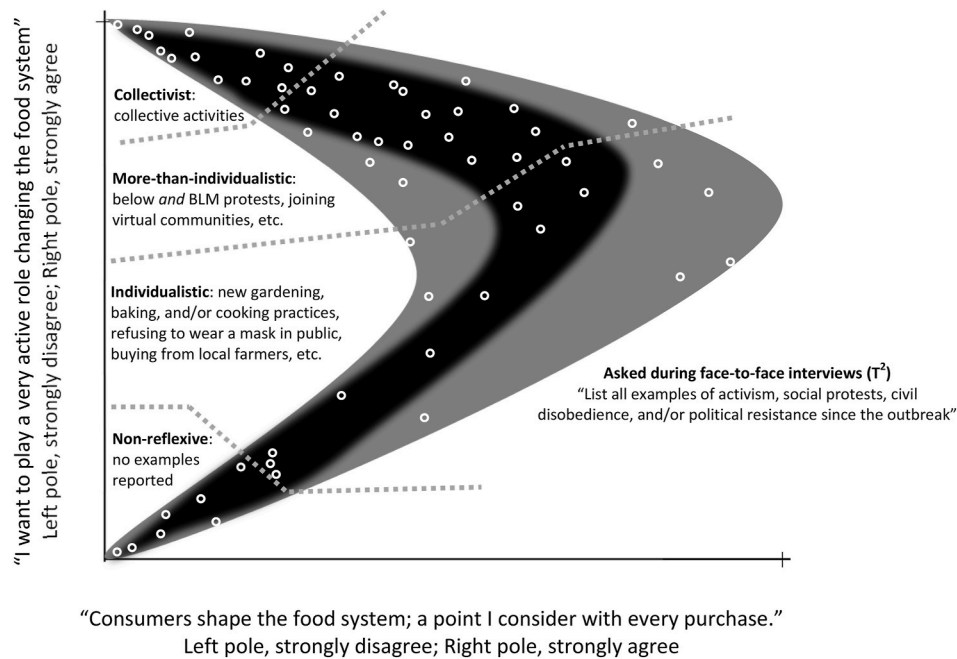 “I want to play a very active role changing the food system”
Left pole, strongly disagree; Right pole, strongly agree
Collectivist:
collective activities
More-than-individualistic:
below and BLM protests, joining
virtual communities, etc.
Individualistic: new gardening,
baking, and/or cooking practices,
refusing to wear a mask in public,
buying from local farmers, etc.
Asked during face-to-face interviews (T²)
“List all examples of activism, social protests, civil
disobedience, and/or political resistance since the outbreak”
Non-reflexive:
no examples
reported
“Consumers shape the food system; a point I consider with every purchase.”
Left pole, strongly disagree; Right pole, strongly agree